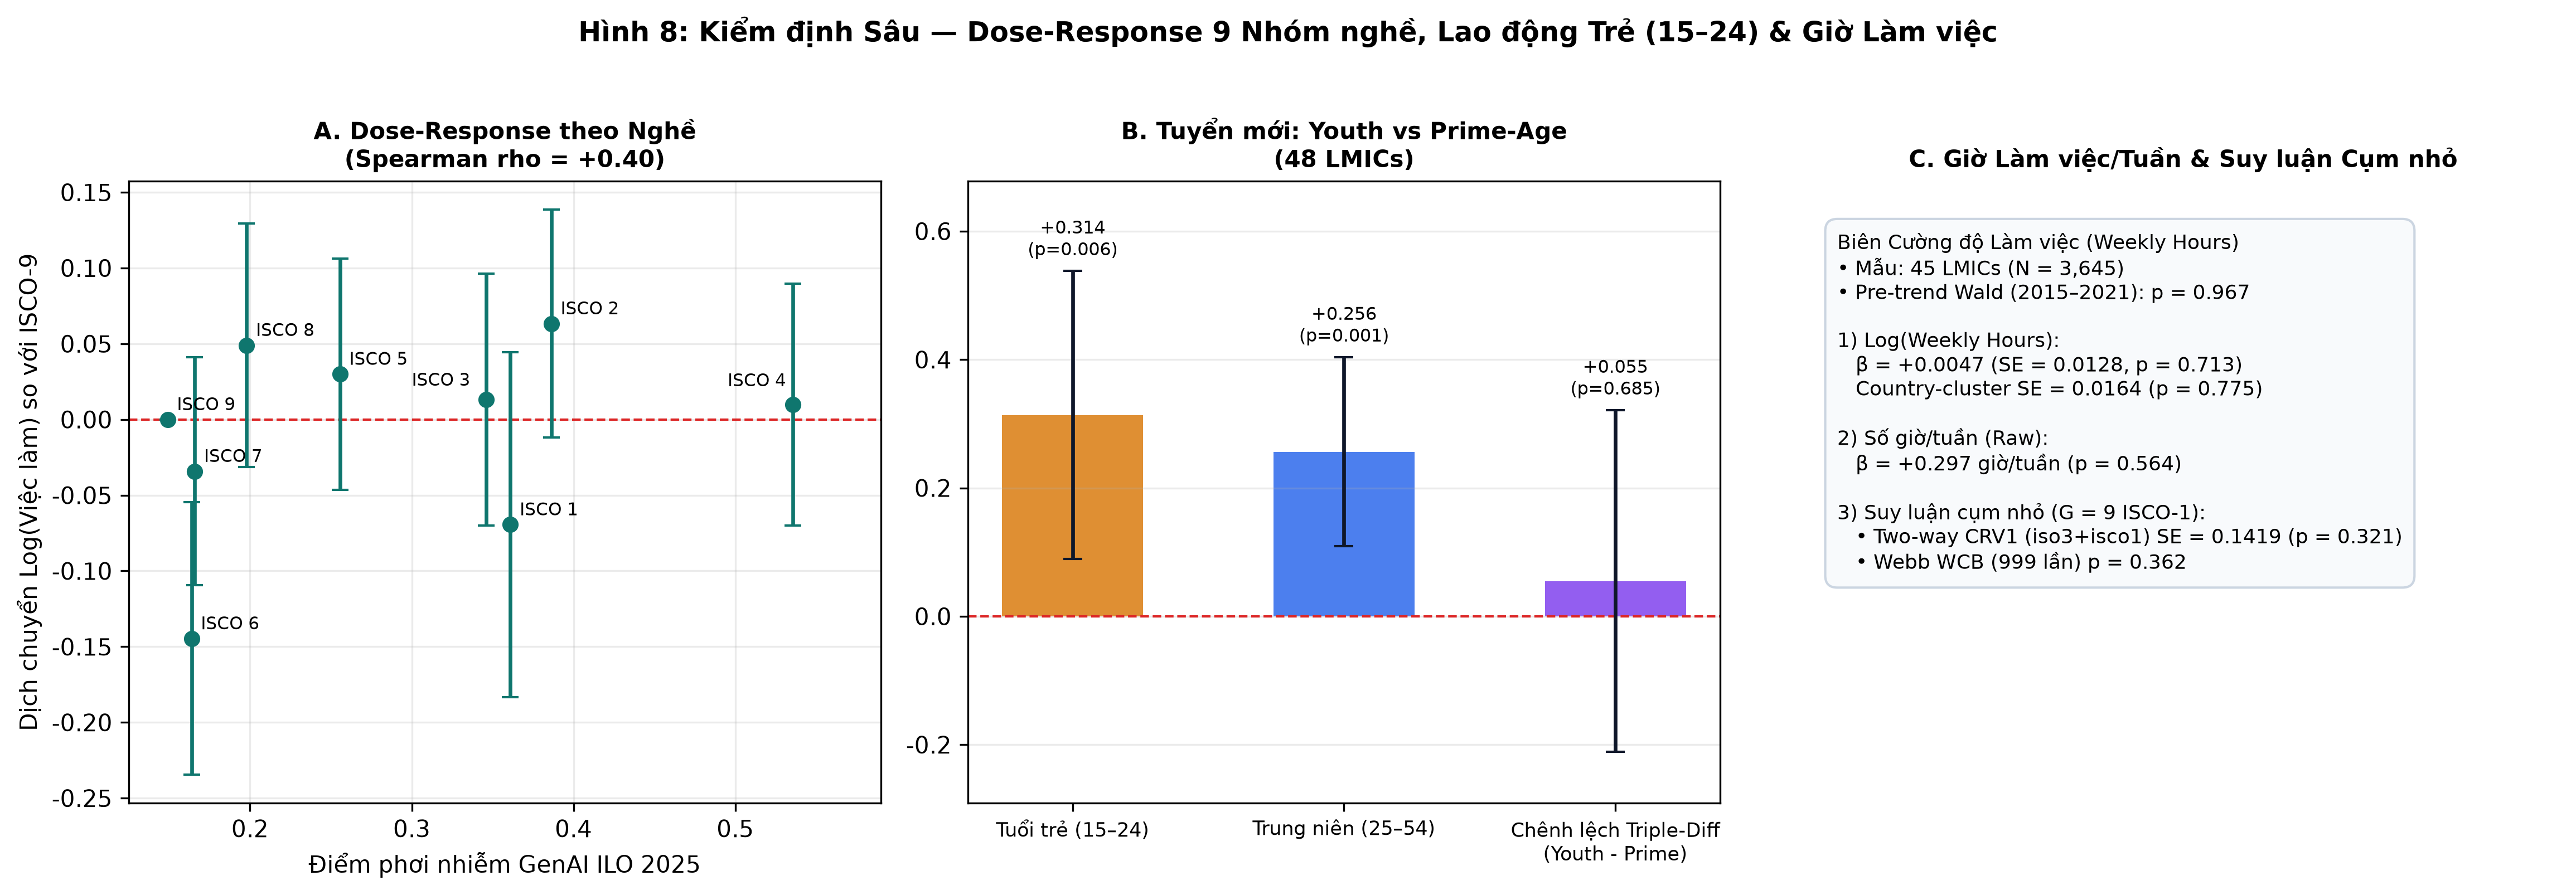 Hình 8: Kiểm định Sâu — Dose-Response 9 Nhóm nghề, Lao động Trẻ (15–24) & Giờ Làm việc
A. Dose-Response theo Nghề
(Spearman rho = +0.40)
Dịch chuyển Log(Việc làm) so với ISCO-9
0.15
0.10
0.05
0.00
-0.05
-0.10
-0.15
-0.20
-0.25
ISCO 9
ISCO 7
ISCO 6
ISCO 8
ISCO 5
ISCO 3
ISCO 1
ISCO 2
ISCO 4
0.2
0.3
0.4
0.5
Điểm phơi nhiễm GenAI ILO 2025
B. Tuyển mới: Youth vs Prime-Age
(48 LMICs)
0.6
0.4
0.2
0.0
-0.2
+0.314
(p=0.006)
+0.256
(p=0.001)
+0.055
(p=0.685)
Tuổi trẻ (15–24)
Trung niên (25–54)
Chênh lệch Triple-Diff
(Youth - Prime)
C. Giờ Làm việc/Tuần & Suy luận Cụm nhỏ
Biên Cường độ Làm việc (Weekly Hours)
• Mẫu: 45 LMICs (N = 3,645)
• Pre-trend Wald (2015–2021): p = 0.967
1) Log(Weekly Hours):
β = +0.0047 (SE = 0.0128, p = 0.713)
Country-cluster SE = 0.0164 (p = 0.775)
2) Số giờ/tuần (Raw):
β = +0.297 giờ/tuần (p = 0.564)
3) Suy luận cụm nhỏ (G = 9 ISCO-1):
• Two-way CRV1 (iso3+isco1) SE = 0.1419 (p = 0.321)
• Webb WCB (999 lần) p = 0.362